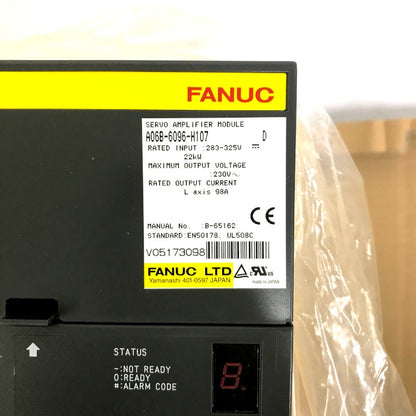 FANUC
SERVO AMPLIFIER MODULE
A06B-6096-H107 D
RATED INPUT :283-325V ⎓
22kW
MAXIMUM OUTPUT VOLTAGE
:230V~
RATED OUTPUT CURRENT
L axis 98A
MANUAL No. :B-65162
STANDARD:EN50178, UL508C
CE
V05173098
FANUC LTD
Yamanashi 401-0597 JAPAN
c UL US
made in JAPAN
STATUS
-:NOT READY
0:READY
#:ALARM CODE